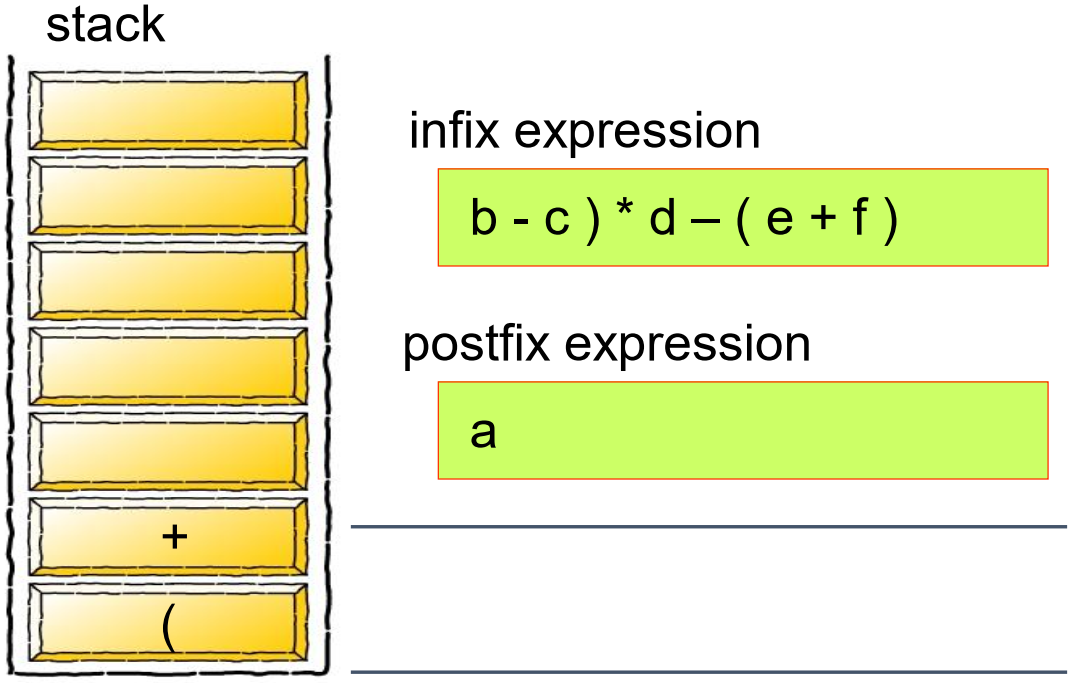 stack
infix expression
b - c ) * d – ( e + f )
postfix expression
a
+
(